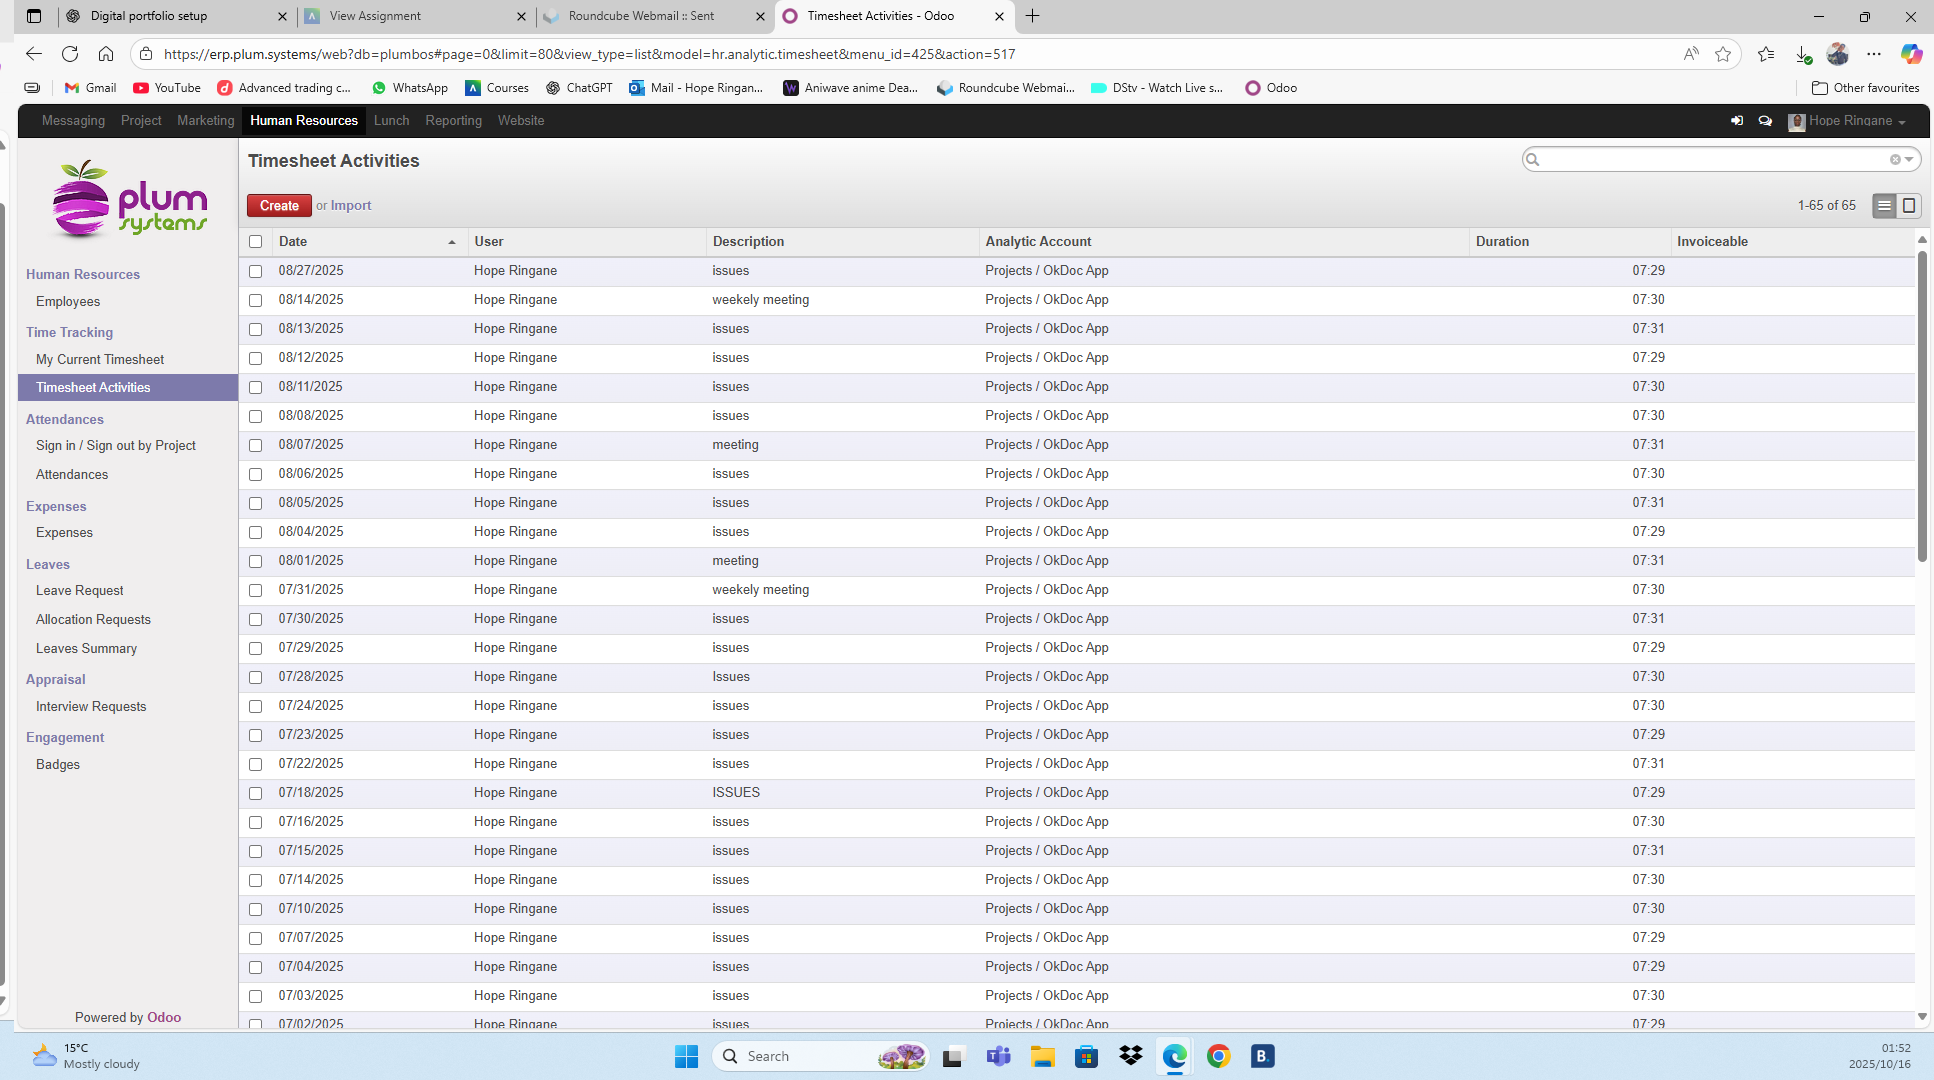 Digital portfolio setup
View Assignment
Roundcube Webmail :: Sent
Timesheet Activities - Odoo
https://erp.plum.systems/web?db=plumbos#page=0&limit=80&view_type=list&model=hr.analytic.timesheet&menu_id=425&action=517
Gmail YouTube Advanced trading c... WhatsApp Courses ChatGPT Mail - Hope Ringan... Aniwave anime Dea... Roundcube Webmai... DStv - Watch Live s... Odoo Other favourites
Messaging Project Marketing Human Resources Lunch Reporting Website Hope Ringane
plum
systems
Human Resources
Employees
Time Tracking
My Current Timesheet
Timesheet Activities
Attendances
Sign in / Sign out by Project
Attendances
Expenses
Expenses
Leaves
Leave Request
Allocation Requests
Leaves Summary
Appraisal
Interview Requests
Engagement
Badges
Powered by Odoo
Timesheet Activities
Create or Import 1-65 of 65
Date User Description Analytic Account Duration Invoiceable
08/27/2025 Hope Ringane issues Projects / OkDoc App 07:29
08/14/2025 Hope Ringane weekely meeting Projects / OkDoc App 07:30
08/13/2025 Hope Ringane issues Projects / OkDoc App 07:31
08/12/2025 Hope Ringane issues Projects / OkDoc App 07:29
08/11/2025 Hope Ringane issues Projects / OkDoc App 07:30
08/08/2025 Hope Ringane issues Projects / OkDoc App 07:30
08/07/2025 Hope Ringane meeting Projects / OkDoc App 07:31
08/06/2025 Hope Ringane issues Projects / OkDoc App 07:30
08/05/2025 Hope Ringane issues Projects / OkDoc App 07:31
08/04/2025 Hope Ringane issues Projects / OkDoc App 07:29
08/01/2025 Hope Ringane meeting Projects / OkDoc App 07:31
07/31/2025 Hope Ringane weekely meeting Projects / OkDoc App 07:30
07/30/2025 Hope Ringane issues Projects / OkDoc App 07:31
07/29/2025 Hope Ringane issues Projects / OkDoc App 07:29
07/28/2025 Hope Ringane Issues Projects / OkDoc App 07:30
07/24/2025 Hope Ringane issues Projects / OkDoc App 07:30
07/23/2025 Hope Ringane issues Projects / OkDoc App 07:29
07/22/2025 Hope Ringane issues Projects / OkDoc App 07:31
07/18/2025 Hope Ringane ISSUES Projects / OkDoc App 07:29
07/16/2025 Hope Ringane issues Projects / OkDoc App 07:30
07/15/2025 Hope Ringane issues Projects / OkDoc App 07:31
07/14/2025 Hope Ringane issues Projects / OkDoc App 07:30
07/10/2025 Hope Ringane issues Projects / OkDoc App 07:30
07/07/2025 Hope Ringane issues Projects / OkDoc App 07:29
07/04/2025 Hope Ringane issues Projects / OkDoc App 07:29
07/03/2025 Hope Ringane issues Projects / OkDoc App 07:30
07/02/2025 Hope Ringane issues Projects / OkDoc App 07:29
15°C
Mostly cloudy
Search
B.
01:52
2025/10/16